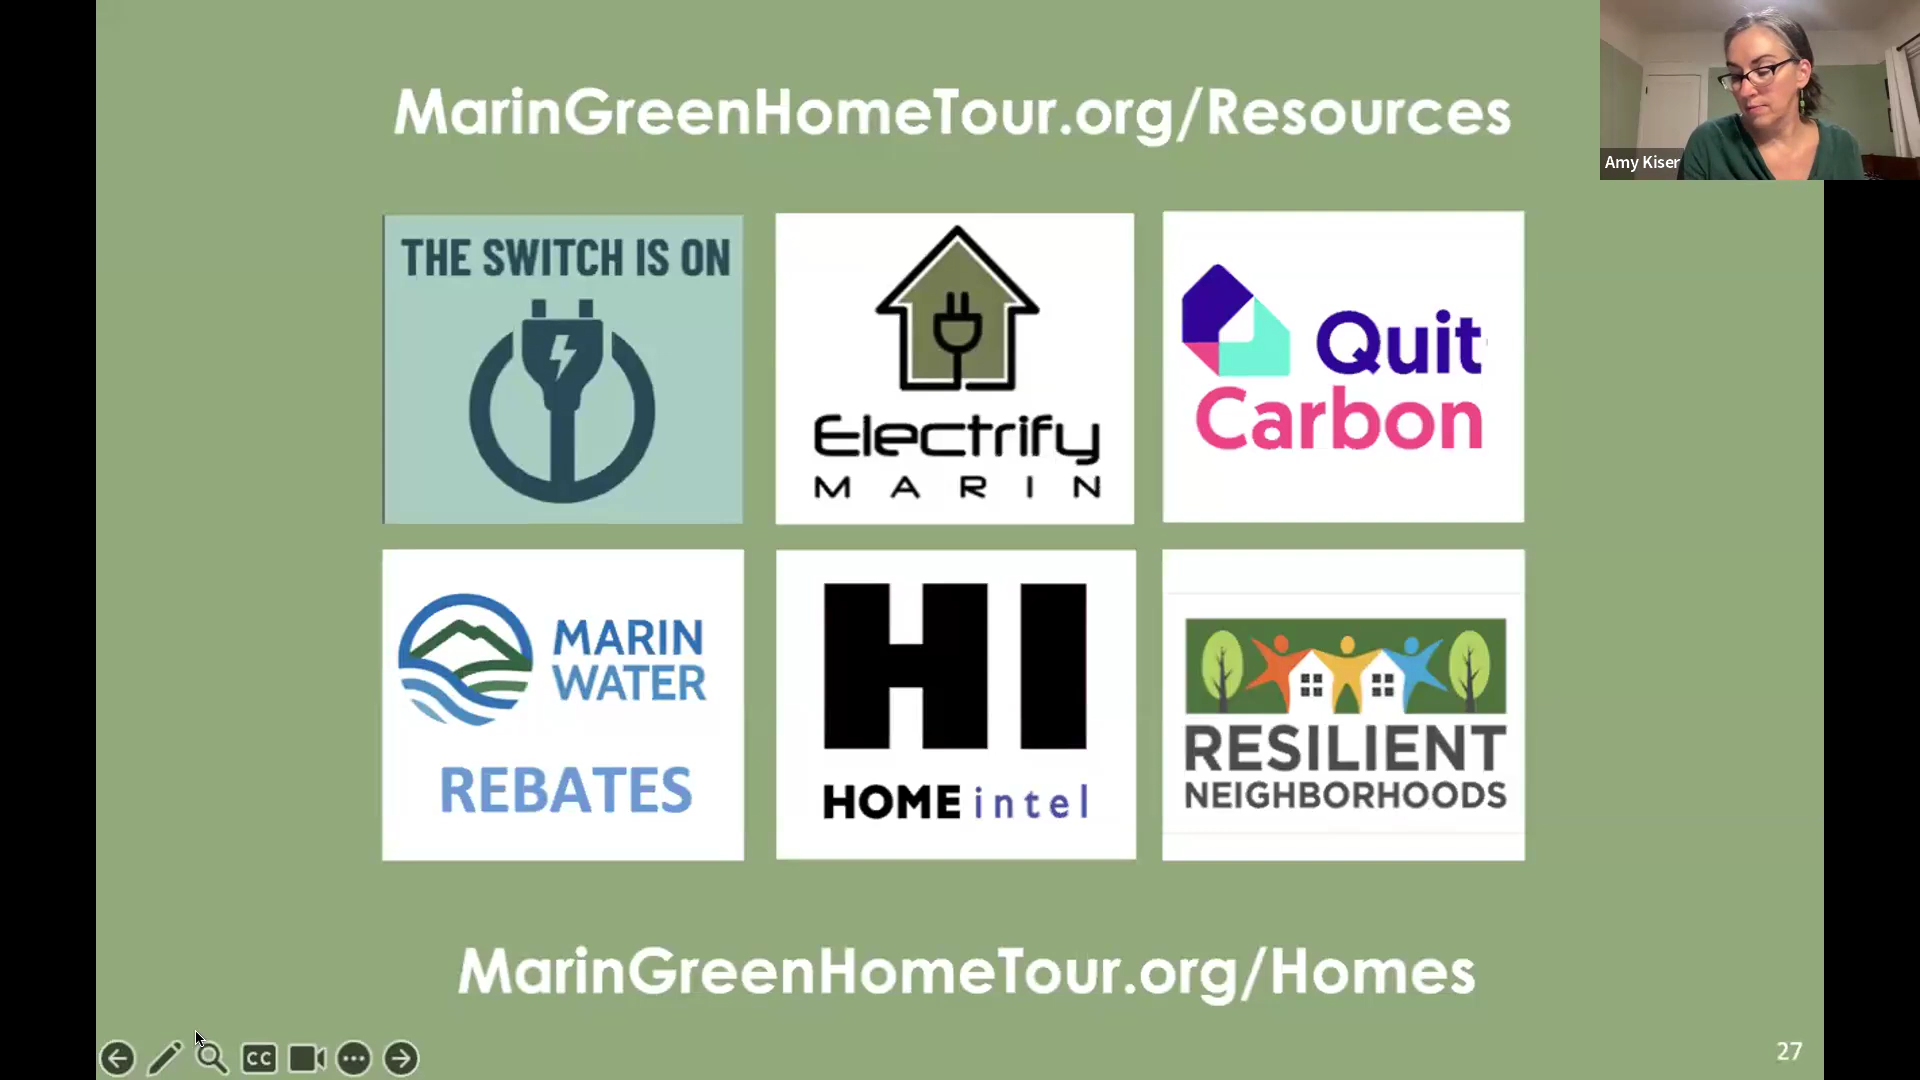 MarinGreenHomeTour.org/Resources
Amy Kiser
THE SWITCH IS ON
Electrify
MARIN
Quit
Carbon
MARIN
WATER
REBATES
HI
HOME intel
RESILIENT
NEIGHBORHOODS
MarinGreenHomeTour.org/Homes
CC
27